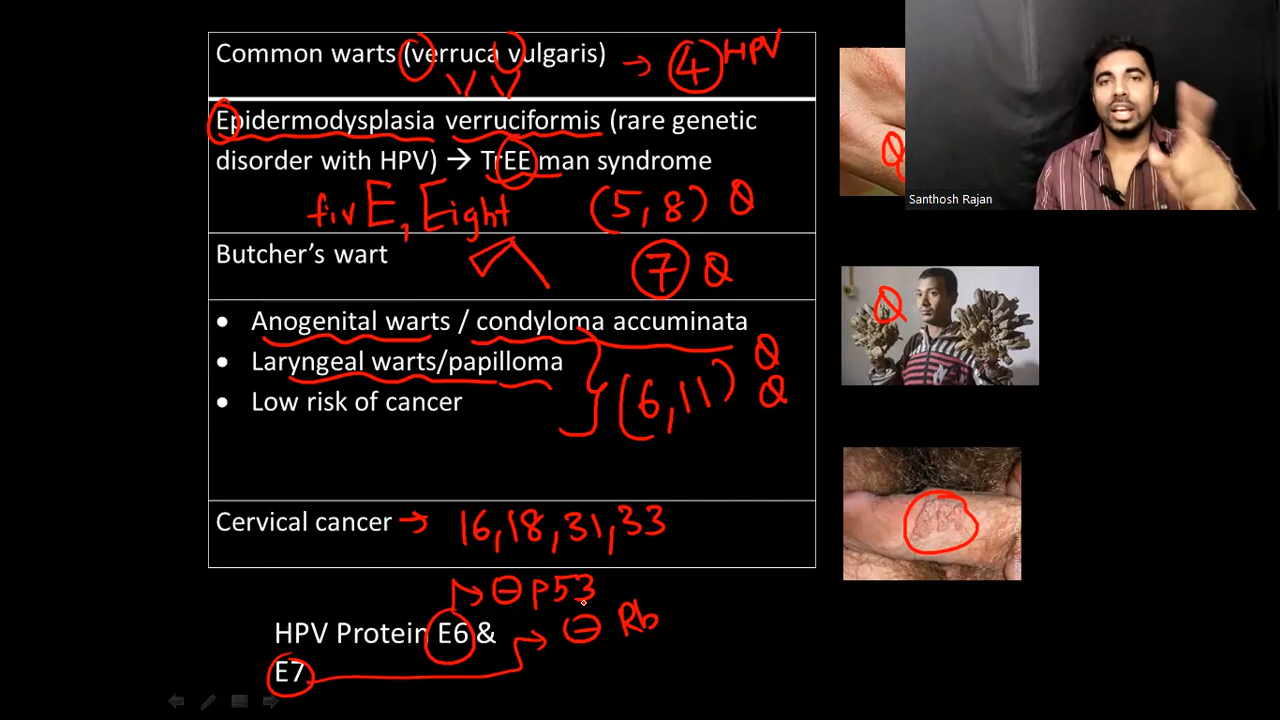 Common warts (verruca vulgaris) → 4 HPV
Epidermodysplasia verruciformis (rare genetic
disorder with HPV) → TrEE man syndrome
fivE, Eight (5,8) Q
Butcher's wart 7 Q
• Anogenital warts / condyloma accuminata
Q
• Laryngeal warts/papilloma
(6,11) Q
• Low risk of cancer
Cervical cancer → 16,18,31,33
→ ⊖ P53
HPV Protein E6 &
→ ⊖ Rb
E7
Q
Santhosh Rajan
Q